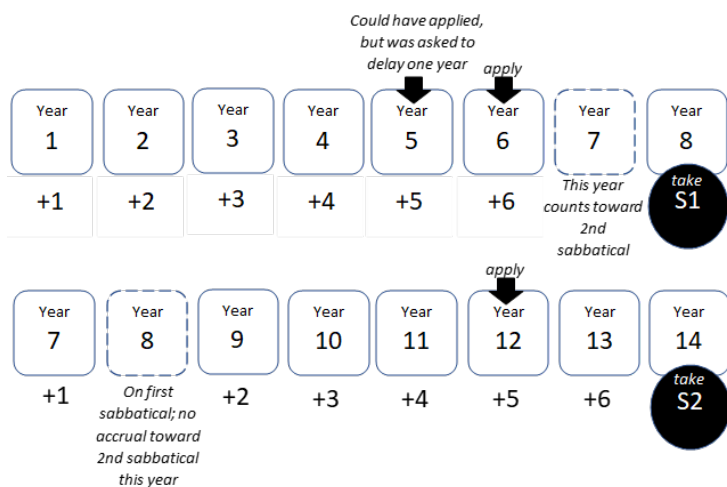 Could have applied,
but was asked to
delay one year
apply
Year Year Year Year Year Year Year Year
1 2 3 4 5 6 7 8
+1 +2 +3 +4 +5 +6
This year
counts toward
2nd
sabbatical
take
S1
apply
Year Year Year Year Year Year Year Year
7 8 9 10 11 12 13 14
+1 +2 +3 +4 +5 +6
On first
sabbatical; no
accrual toward
2nd sabbatical
this year
take
S2